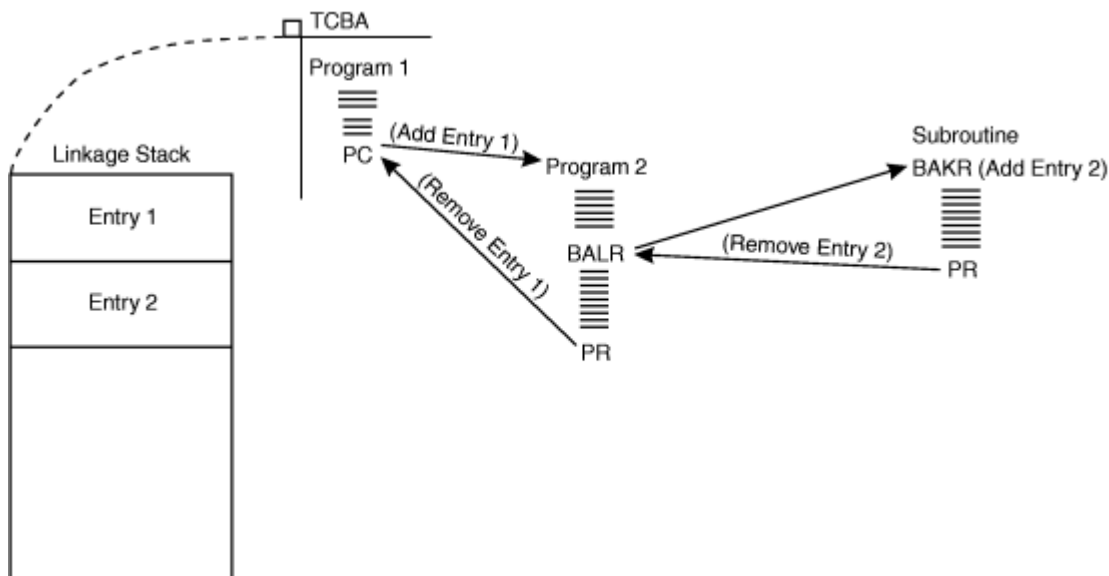 TCBA
Program 1
PC
(Add Entry 1)
(Remove Entry 1)
Program 2
BALR
PR
Subroutine
BAKR (Add Entry 2)
(Remove Entry 2)
PR
Linkage Stack
Entry 1
Entry 2